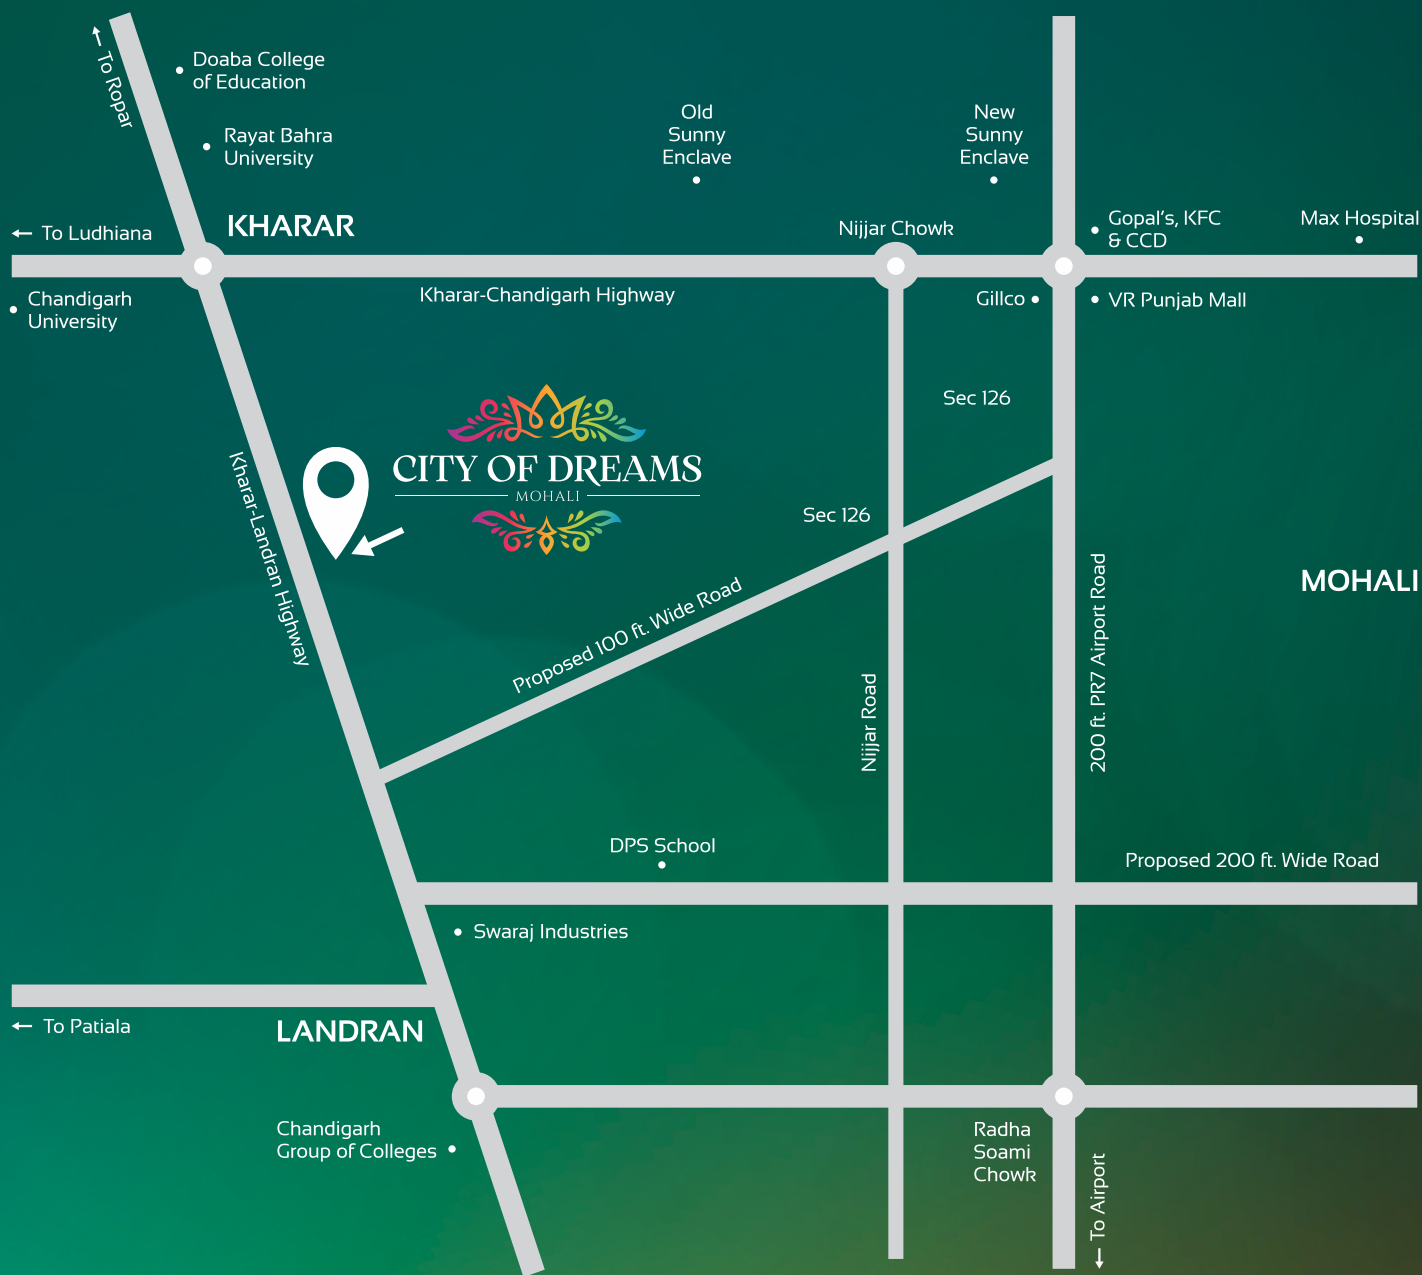 To Ropar
Doaba College
of Education
Rayat Bahra
University
Old
Sunny
Enclave
New
Sunny
Enclave
To Ludhiana
KHARAR
Nijjar Chowk
Gopal's, KFC
& CCD
Max Hospital
Chandigarh
University
Kharar-Chandigarh Highway
Gillco
VR Punjab Mall
Sec 126
CITY OF DREAMS
MOHALI
Kharar-Landran Highway
Sec 126
Proposed 100 ft. Wide Road
MOHALI
Nijjar Road
200 ft. PR7 Airport Road
DPS School
Proposed 200 ft. Wide Road
Swaraj Industries
To Patiala
LANDRAN
Chandigarh
Group of Colleges
Radha
Soami
Chowk
To Airport